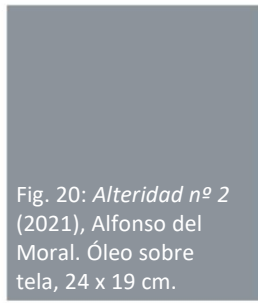 Fig. 20: Alteridad nº 2
(2021), Alfonso del
Moral. Óleo sobre
tela, 24 x 19 cm.